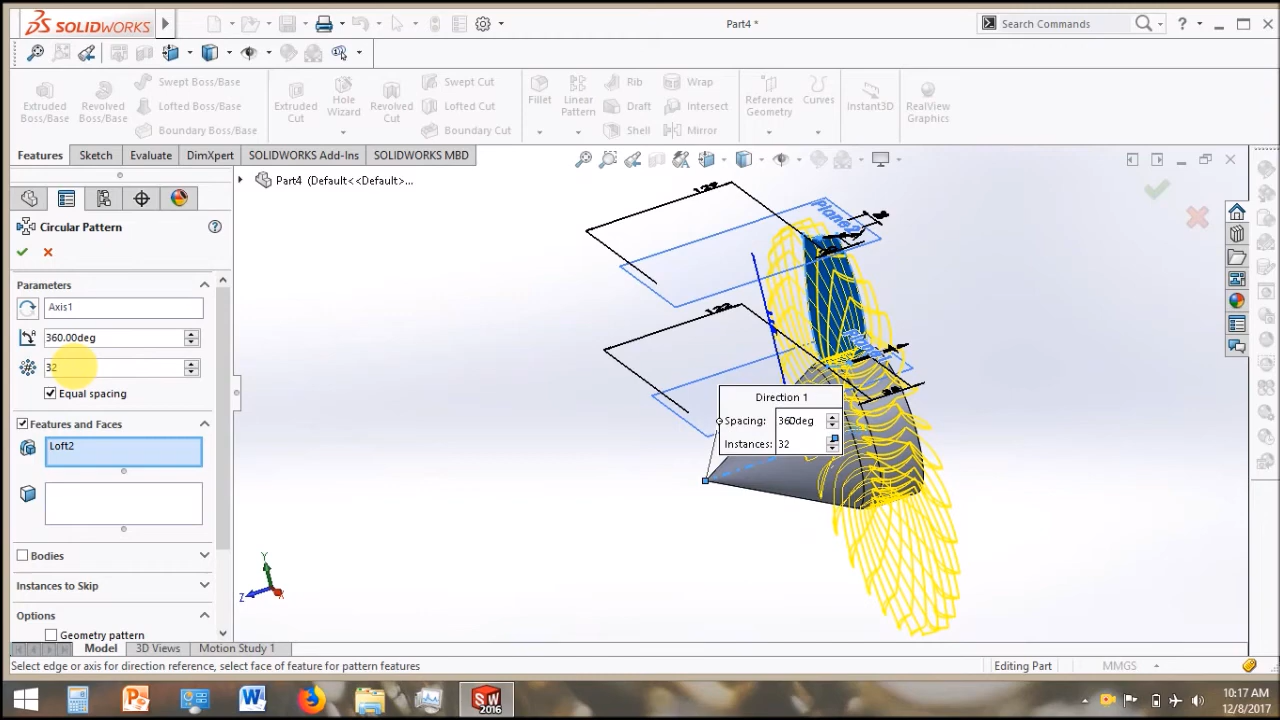 SOLIDWORKS
Part4 *
Search Commands
Extruded Boss/Base
Revolved Boss/Base
Swept Boss/Base
Lofted Boss/Base
Boundary Boss/Base
Extruded Cut
Hole Wizard
Revolved Cut
Swept Cut
Lofted Cut
Boundary Cut
Fillet
Linear Pattern
Rib
Draft
Shell
Wrap
Intersect
Mirror
Reference Geometry
Curves
Instant3D
RealView Graphics
Features
Sketch
Evaluate
DimXpert
SOLIDWORKS Add-Ins
SOLIDWORKS MBD
Part4 (Default<<Default>...
Circular Pattern
Parameters
Axis1
360.00deg
32
Equal spacing
Features and Faces
Loft2
Bodies
Instances to Skip
Options
Geometry pattern
Plane2
Direction 1
Spacing: 360deg
Instances: 32
Y
Z
X
Model
3D Views
Motion Study 1
Select edge or axis for direction reference, select face of feature for pattern features
Editing Part
MMGS
SW
2016
10:17 AM
12/8/2017